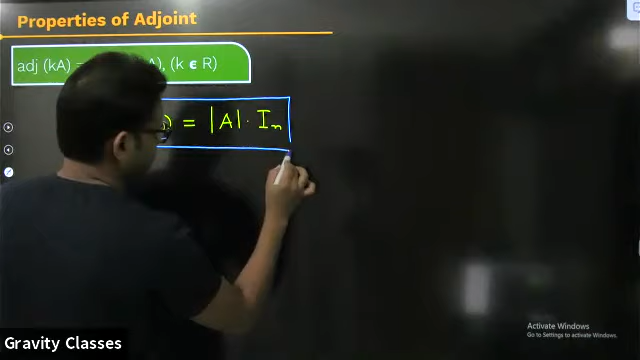 Properties of Adjoint
adj (kA) = A), (k ϵ R)
) = |A| · Iₙ
Activate Windows
Go to Settings to activate Windows.
Gravity Classes